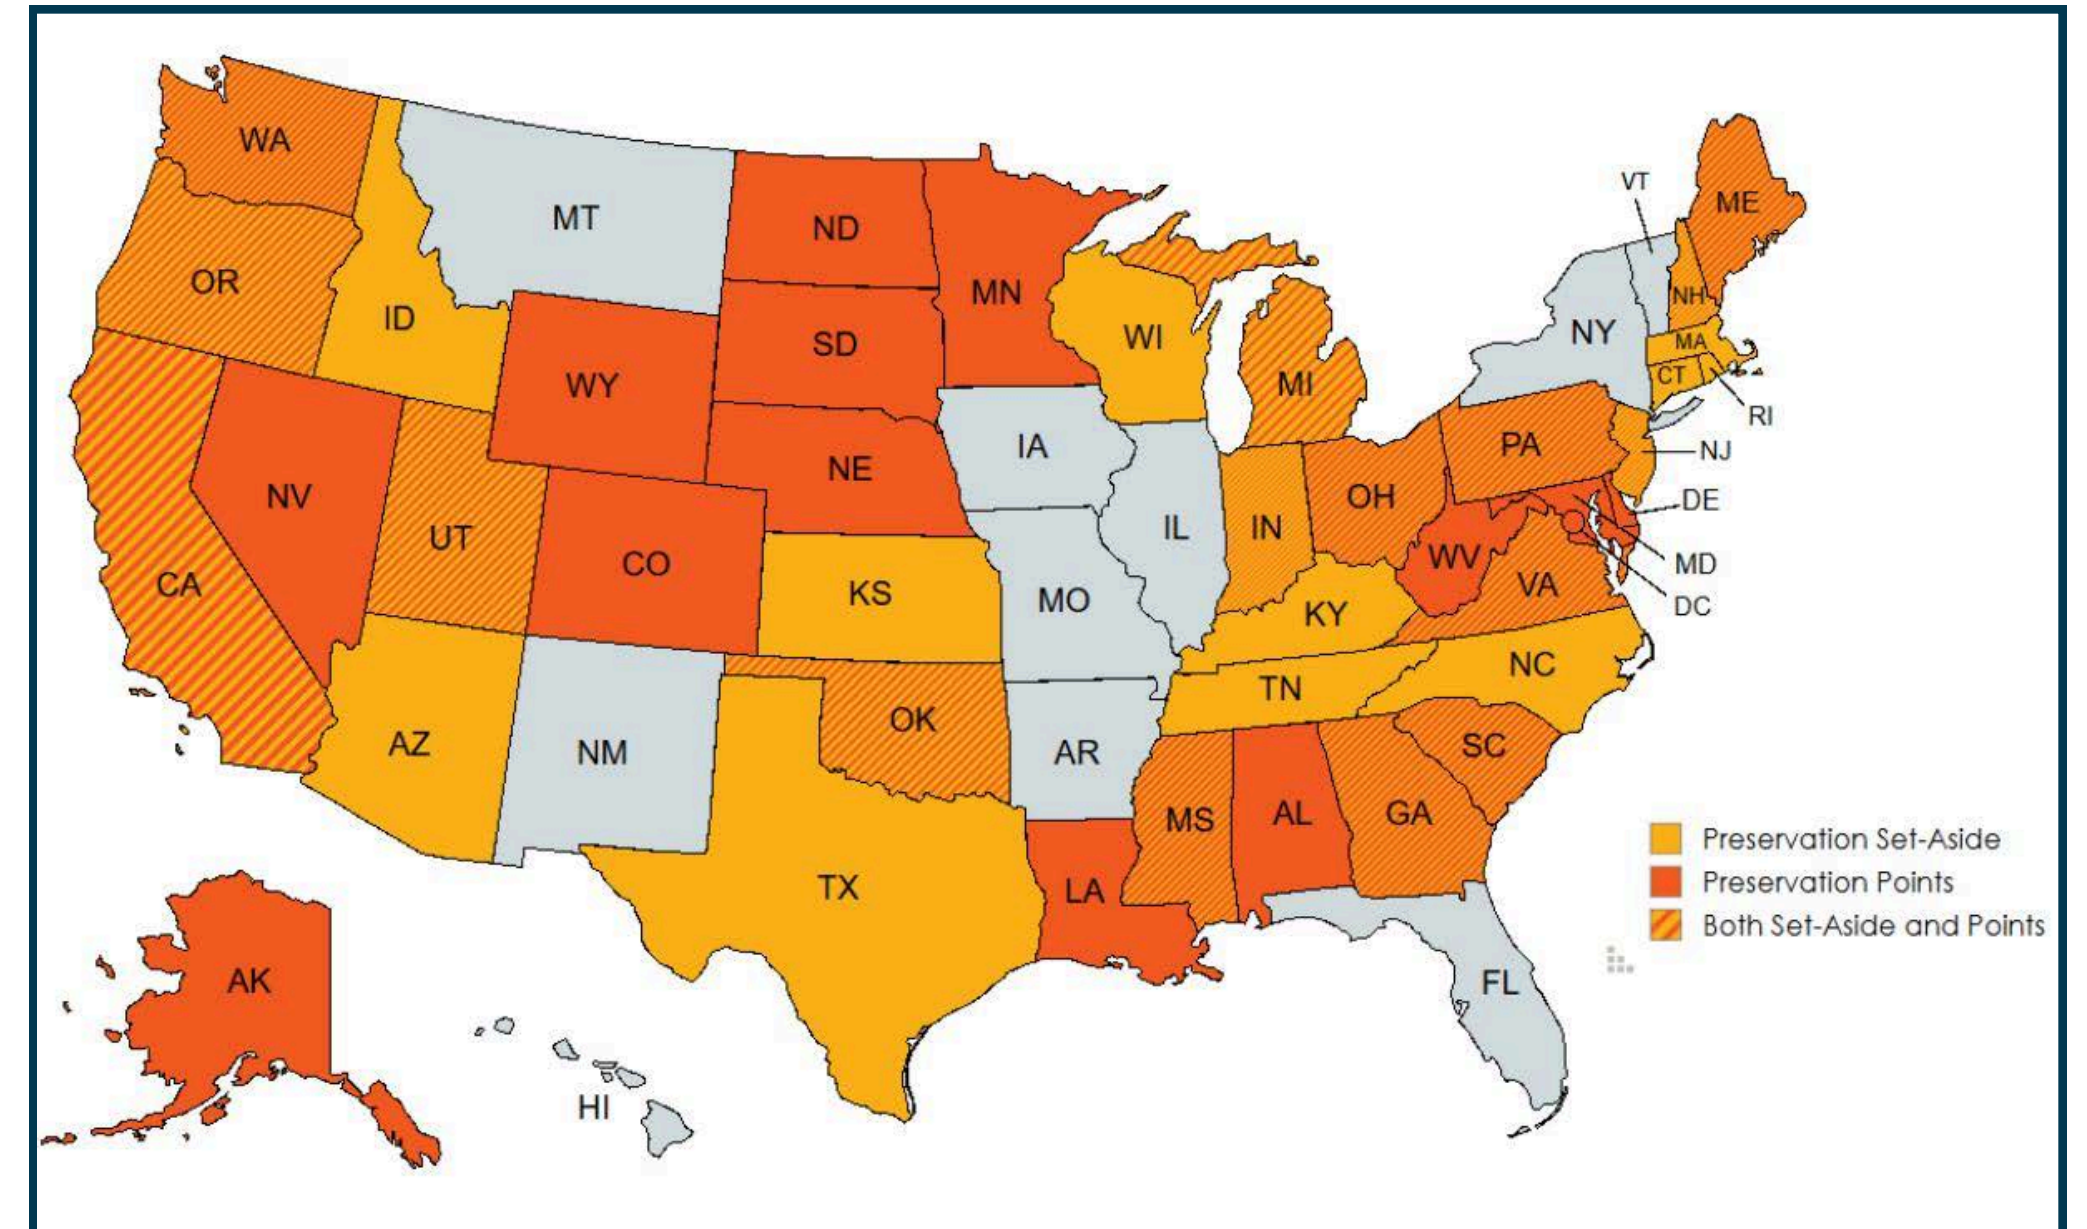 WA
VT
ME
MT
ND
OR
MN
NH
ID
NY
WI
SD
MA
CT
WY
MI
RI
IA
PA
NJ
NE
NV
OH
DE
UT
IL
IN
WV
MD
CO
CA
KS
MO
KY
VA
DC
NC
TN
OK
SC
AZ
NM
AR
MS
AL
GA
Preservation Set-Aside
TX
LA
Preservation Points
Both Set-Aside and Points
AK
FL
HI